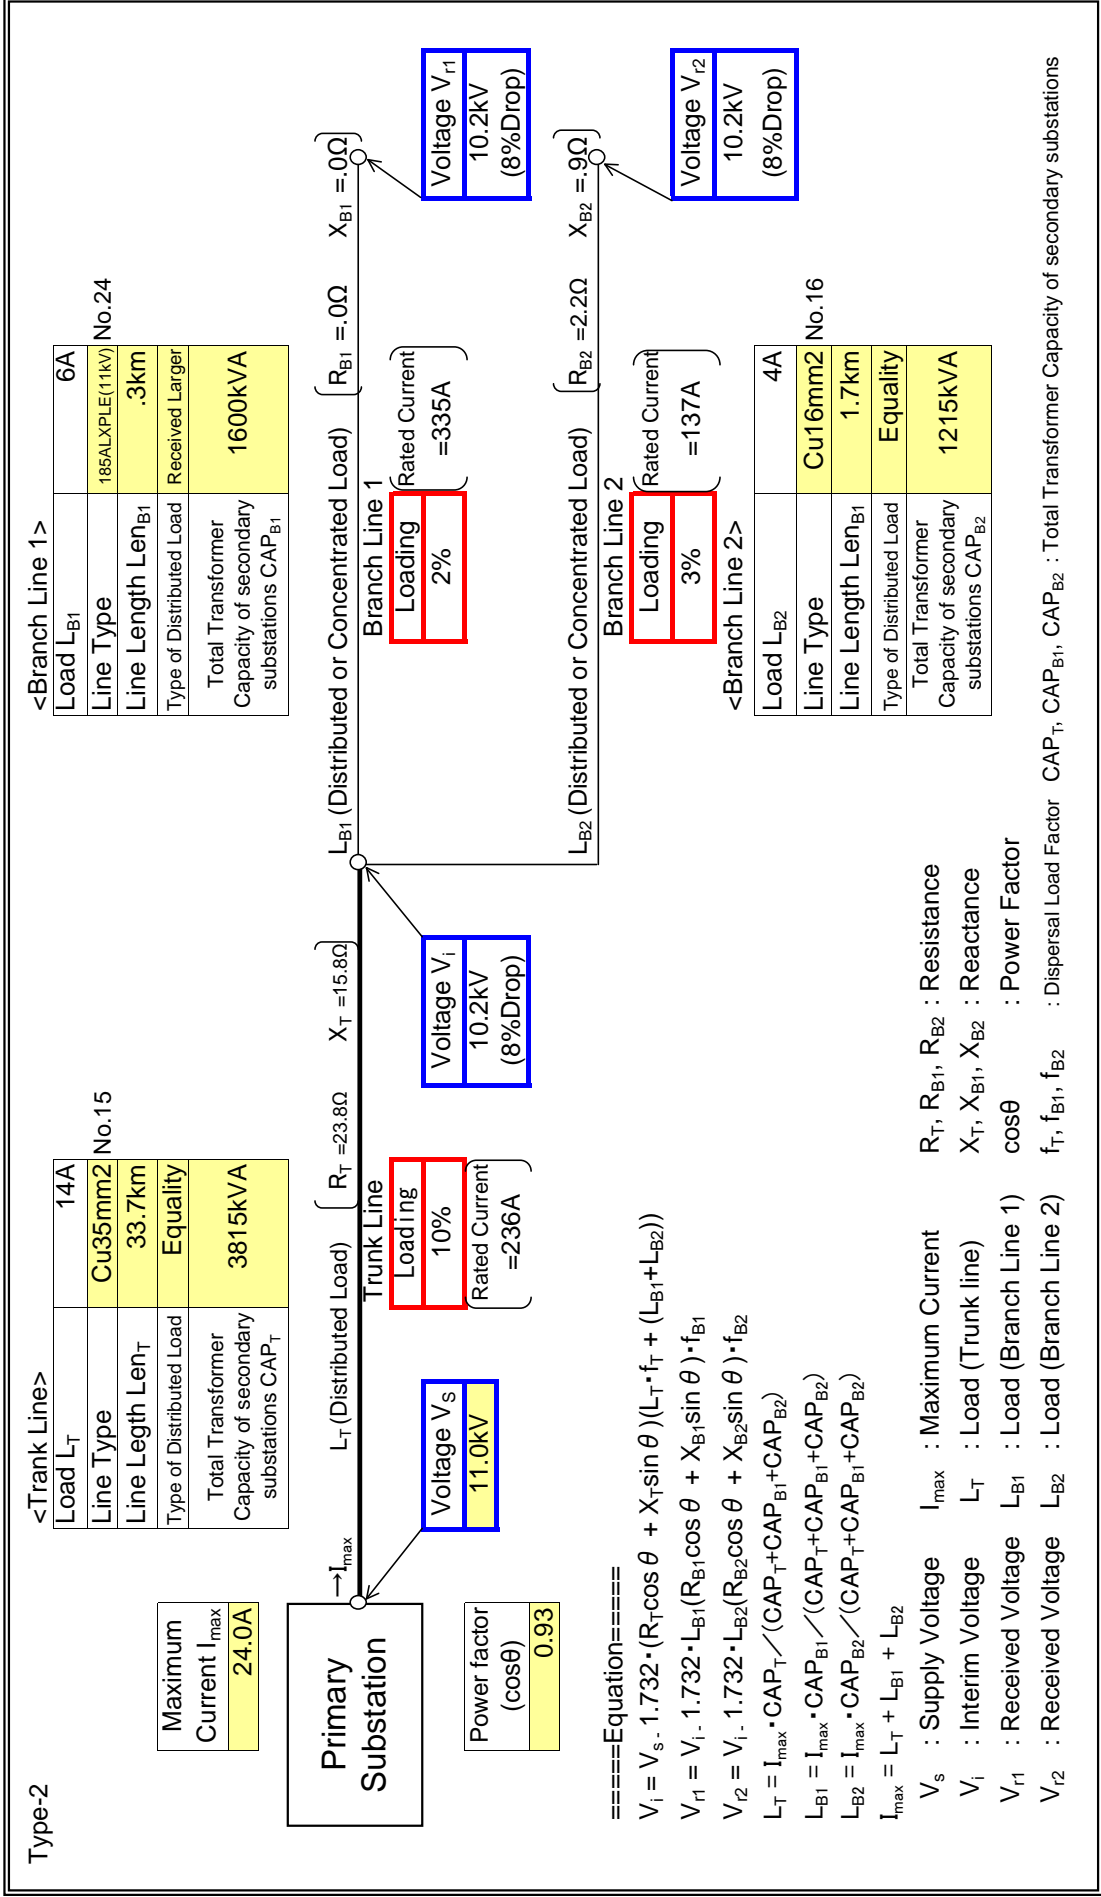 Type-2
Maximum
Current Imax
24.0A
<Trank Line>
Load LT 14A
Line Type Cu35mm2 No.15
Line Legth LenT 33.7km
Type of Distributed Load Equality
Total Transformer
Capacity of secondary
substations CAPT
3815kVA
<Branch Line 1>
Load LB1 6A
Line Type 185ALXPLE(11kV) No.24
Line Length LenB1 .3km
Type of Distributed Load Received Larger
Total Transformer
Capacity of secondary
substations CAPB1
1600kVA
Primary
Substation
→Imax
LT (Distributed Load)
RT =23.8Ω XT =15.8Ω
LB1 (Distributed or Concentrated Load)
RB1 =.0Ω XB1 =.0Ω
Trunk Line
Loading
10%
Rated Current
=236A
Branch Line 1
Loading
2%
Rated Current
=335A
Voltage VS
11.0kV
Voltage Vi
10.2kV
(8%Drop)
Voltage Vr1
10.2kV
(8%Drop)
Power factor
(cosθ)
0.93
LB2 (Distributed or Concentrated Load)
RB2 =2.2Ω XB2 =.9Ω
Branch Line 2
Loading
3%
Rated Current
=137A
Voltage Vr2
10.2kV
(8%Drop)
<Branch Line 2>
Load LB2 4A
Line Type Cu16mm2 No.16
Line Length LenB1 1.7km
Type of Distributed Load Equality
Total Transformer
Capacity of secondary
substations CAPB2
1215kVA
=====Equation=====
Vi = Vs - 1.732・(RTcosθ + XTsinθ)(LT・fT + (LB1+LB2))
Vr1 = Vi - 1.732・LB1(RB1cosθ + XB1sinθ)・fB1
Vr2 = Vi - 1.732・LB2(RB2cosθ + XB2sinθ)・fB2
LT = Imax・CAPT／(CAPT+CAPB1+CAPB2)
LB1 = Imax・CAPB1／(CAPT+CAPB1+CAPB2)
LB2 = Imax・CAPB2／(CAPT+CAPB1+CAPB2)
Imax = LT + LB1 + LB2
Vs : Supply Voltage Imax : Maximum Current RT, RB1, RB2 : Resistance
Vi : Interim Voltage LT : Load (Trunk line) XT, XB1, XB2 : Reactance
Vr1 : Received Voltage LB1 : Load (Branch Line 1) cosθ : Power Factor
Vr2 : Received Voltage LB2 : Load (Branch Line 2) fT, fB1, fB2 : Dispersal Load Factor CAPT, CAPB1, CAPB2 : Total Transformer Capacity of secondary substations